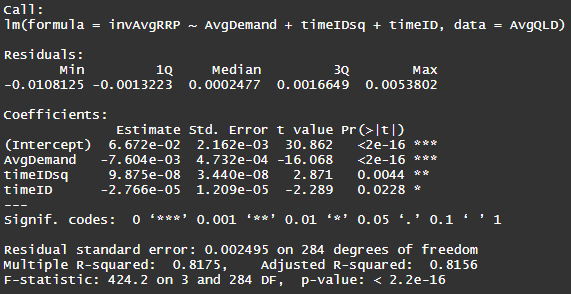 Call:
lm(formula = invAvgRRP ~ AvgDemand + timeIDsq + timeID, data = AvgQLD)
Residuals:
Min 1Q Median 3Q Max
-0.0108125 -0.0013223 0.0002477 0.0016649 0.0053802
Coefficients:
Estimate Std. Error t value Pr(>|t|)
(Intercept) 6.672e-02 2.162e-03 30.862 <2e-16 ***
AvgDemand -7.604e-03 4.732e-04 -16.068 <2e-16 ***
timeIDsq 9.875e-08 3.440e-08 2.871 0.0044 **
timeID -2.766e-05 1.209e-05 -2.289 0.0228 *
---
Signif. codes: 0 ‘***’ 0.001 ‘**’ 0.01 ‘*’ 0.05 ‘.’ 0.1 ‘ ’ 1
Residual standard error: 0.002495 on 284 degrees of freedom
Multiple R-squared: 0.8175, Adjusted R-squared: 0.8156
F-statistic: 424.2 on 3 and 284 DF, p-value: < 2.2e-16